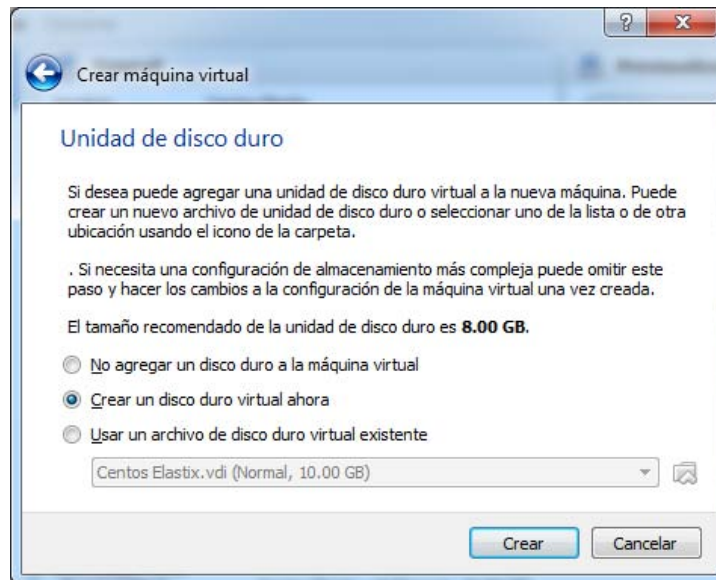 Crear máquina virtual
Unidad de disco duro
Si desea puede agregar una unidad de disco duro virtual a la nueva máquina. Puede
crear un nuevo archivo de unidad de disco duro o seleccionar uno de la lista o de otra
ubicación usando el icono de la carpeta.
. Si necesita una configuración de almacenamiento más compleja puede omitir este
paso y hacer los cambios a la configuración de la máquina virtual una vez creada.
El tamaño recomendado de la unidad de disco duro es 8.00 GB.
No agregar un disco duro a la máquina virtual
Crear un disco duro virtual ahora
Usar un archivo de disco duro virtual existente
Centos Elastix.vdi (Normal, 10.00 GB)
Crear Cancelar